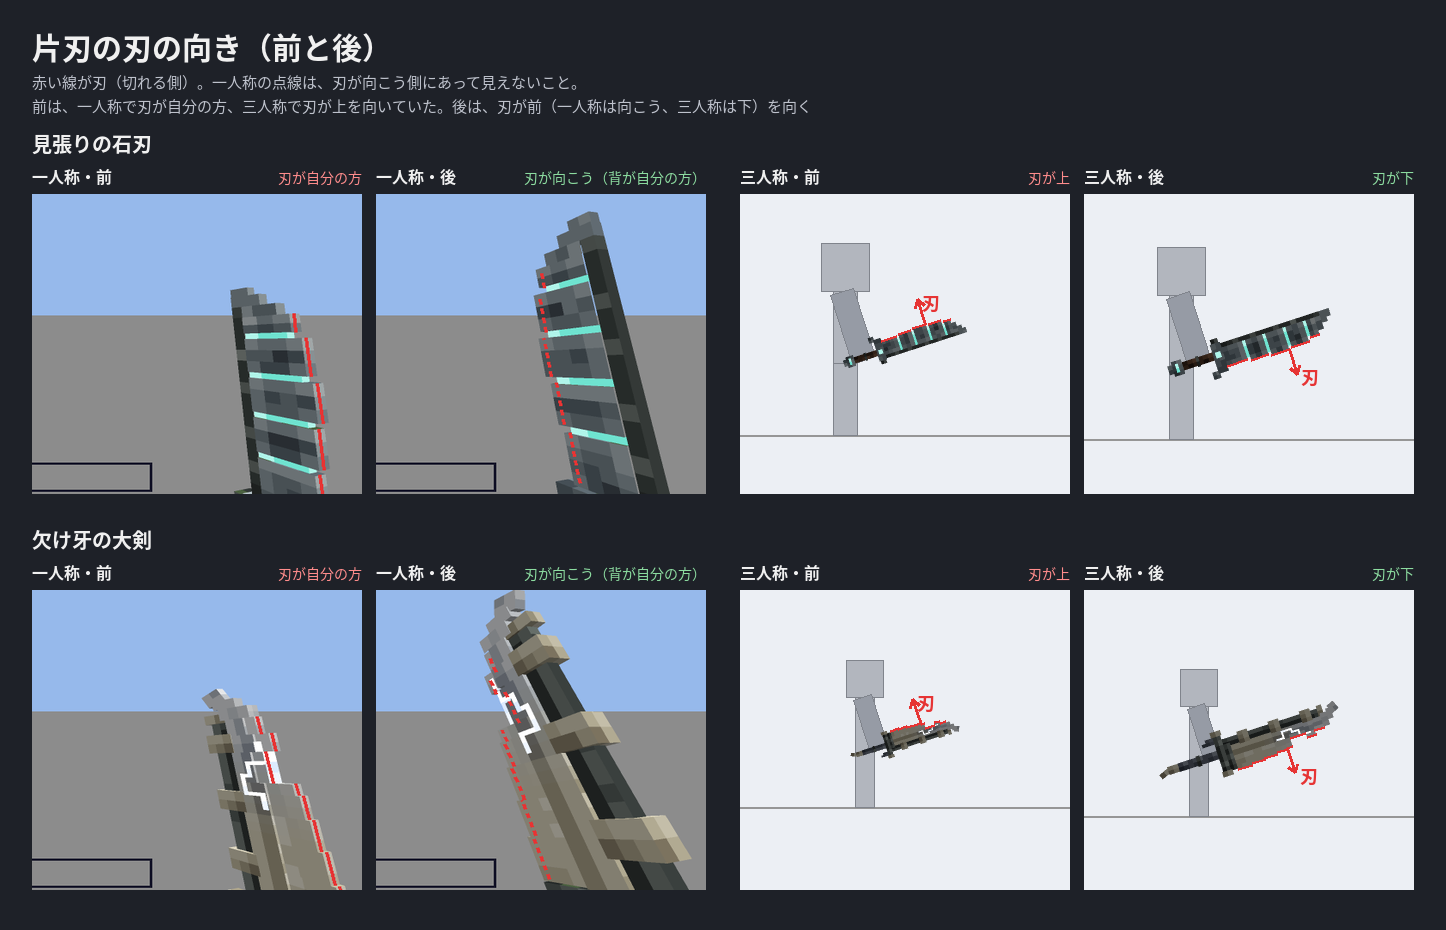 片刃の刃の向き（前と後）
赤い線が刃（切れる側）。一人称の点線は、刃が向こう側にあって見えないこと。
前は、一人称で刃が自分の方、三人称で刃が上を向いていた。後は、刃が前（一人称は向こう、三人称は下）を向く
見張りの石刃
一人称・前 刃が自分の方 一人称・後 刃が向こう（背が自分の方） 三人称・前 刃が上 三人称・後 刃が下
刃
刃
欠け牙の大剣
一人称・前 刃が自分の方 一人称・後 刃が向こう（背が自分の方） 三人称・前 刃が上 三人称・後 刃が下
刃
刃